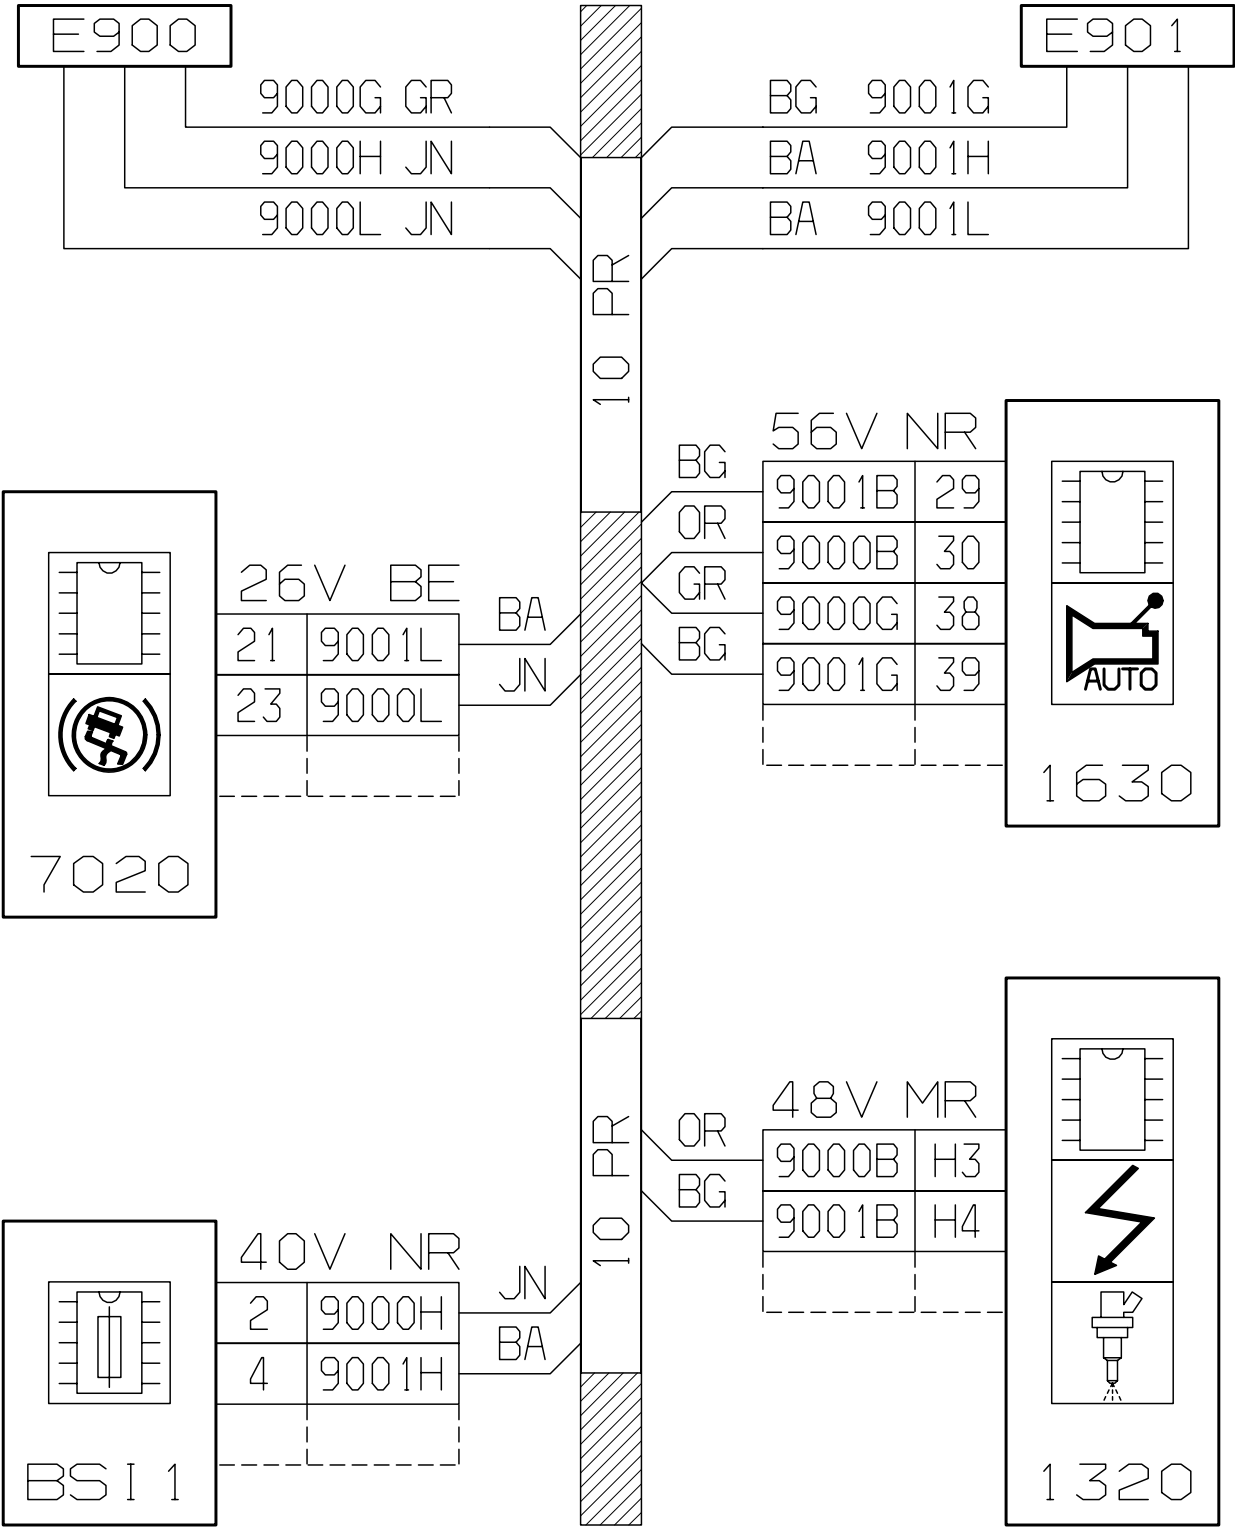 E900
E901
9000G GR
BG 9001G
9000H JN
BA 9001H
9000L JN
BA 9001L
10 PR
56V NR
BG
9001B 29
OR
9000B 30
GR
9000G 38
BG
9001G 39
AUTO
1630
26V BE
BA
21 9001L
JN
23 9000L
7020
10 PR
48V MR
OR
9000B H3
BG
9001B H4
1320
40V NR
JN
2 9000H
BA
4 9001H
BSI1